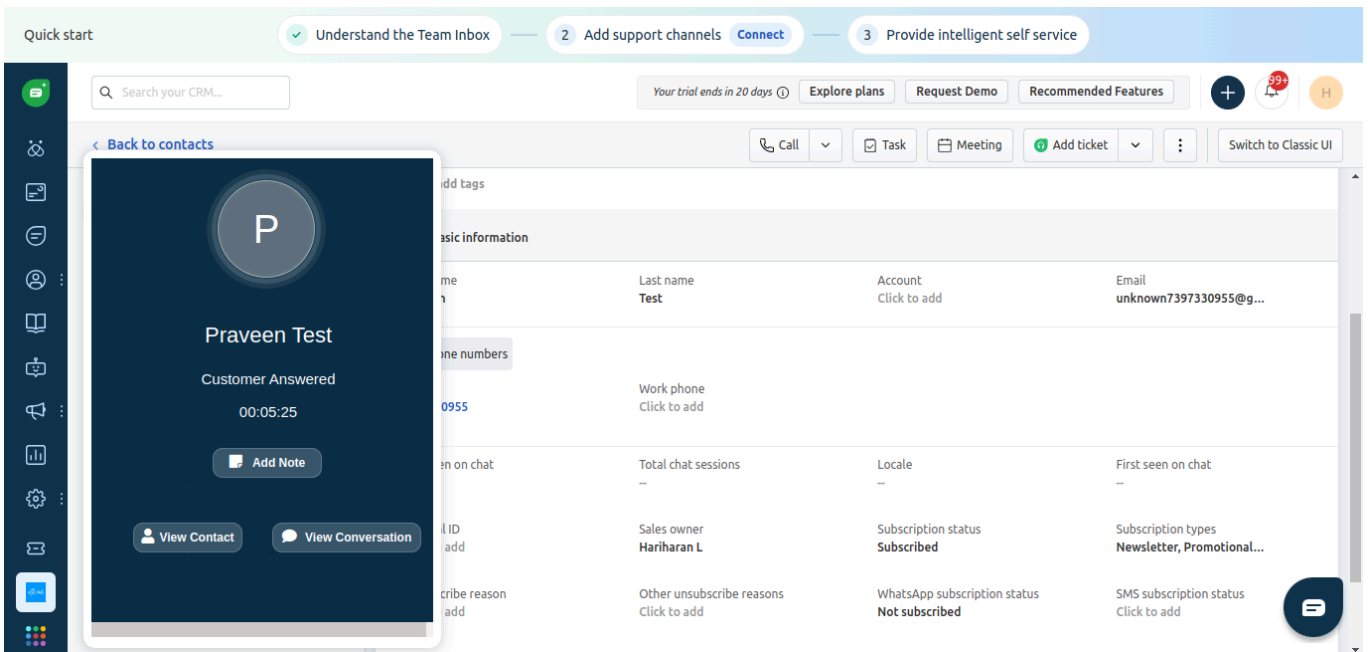 Quick start
Understand the Team Inbox
2 Add support channels Connect
3 Provide intelligent self service
Search your CRM...
Your trial ends in 20 days
Explore plans
Request Demo
Recommended Features
99+
H
Back to contacts
Call
Task
Meeting
Add ticket
Switch to Classic UI
P
Praveen Test
Customer Answered
00:05:25
Add Note
View Contact
View Conversation
dd tags
asic information
me
Last name
Account
Email
n
Test
Click to add
unknown7397330955@g...
one numbers
Work phone
0955
Click to add
en on chat
Total chat sessions
Locale
First seen on chat
--
--
--
l ID
Sales owner
Subscription status
Subscription types
add
Hariharan L
Subscribed
Newsletter, Promotional...
cribe reason
Other unsubscribe reasons
WhatsApp subscription status
SMS subscription status
add
Click to add
Not subscribed
Click to add